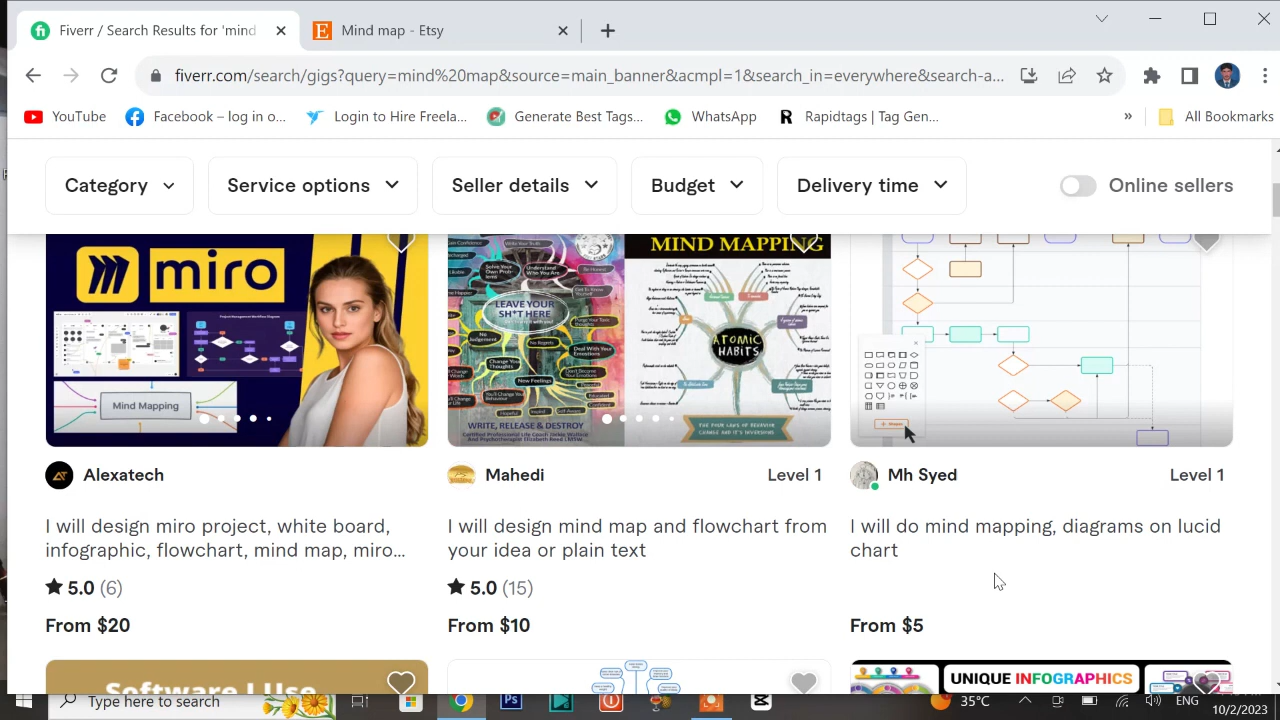 Fiverr / Search Results for 'mind
Mind map - Etsy
fiverr.com/search/gigs?query=mind%20map&source=main_banner&acmpl=1&search_in=everywhere&search-a...
YouTube
Facebook – log in o...
Login to Hire Freela...
Generate Best Tags...
WhatsApp
Rapidtags | Tag Gen...
»
All Bookmarks
Category
Service options
Seller details
Budget
Delivery time
Online sellers
miro
Mind Mapping
LEAVE YOUR
SH*T HERE
WRITE, RELEASE & DESTROY
MIND MAPPING
ATOMIC
HABITS
Alexatech
Mahedi
Level 1
Mh Syed
Level 1
I will design miro project, white board,
infographic, flowchart, mind map, miro...
I will design mind map and flowchart from
your idea or plain text
I will do mind mapping, diagrams on lucid
chart
5.0 (6)
5.0 (15)
From $20
From $10
From $5
Software I Use
UNIQUE INFOGRAPHICS
Type here to search
35°C
ENG
10/2/2023